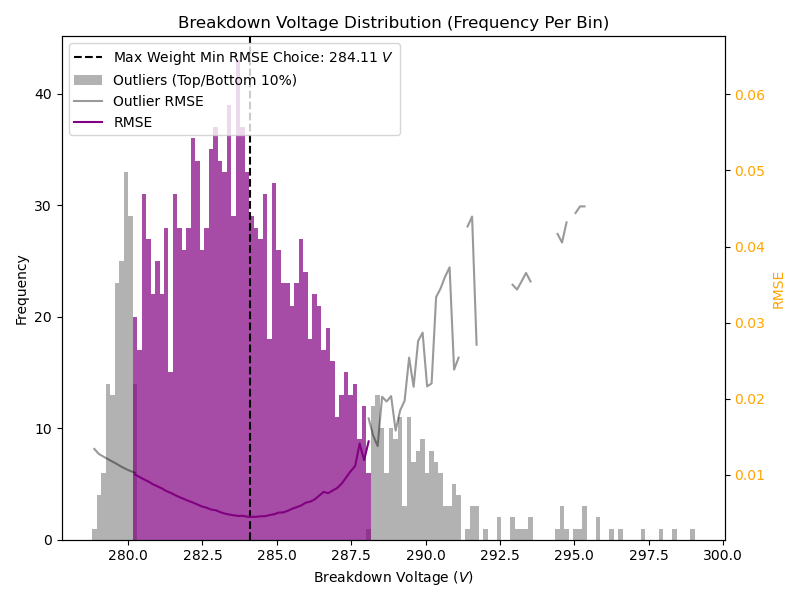 Breakdown Voltage Distribution (Frequency Per Bin)
Max Weight Min RMSE Choice: 284.11 V
Outliers (Top/Bottom 10%)
Outlier RMSE
RMSE
Frequency
40
30
20
10
0
0.06
0.05
0.04
0.03
0.02
0.01
RMSE
280.0 282.5 285.0 287.5 290.0 292.5 295.0 297.5 300.0
Breakdown Voltage (V)